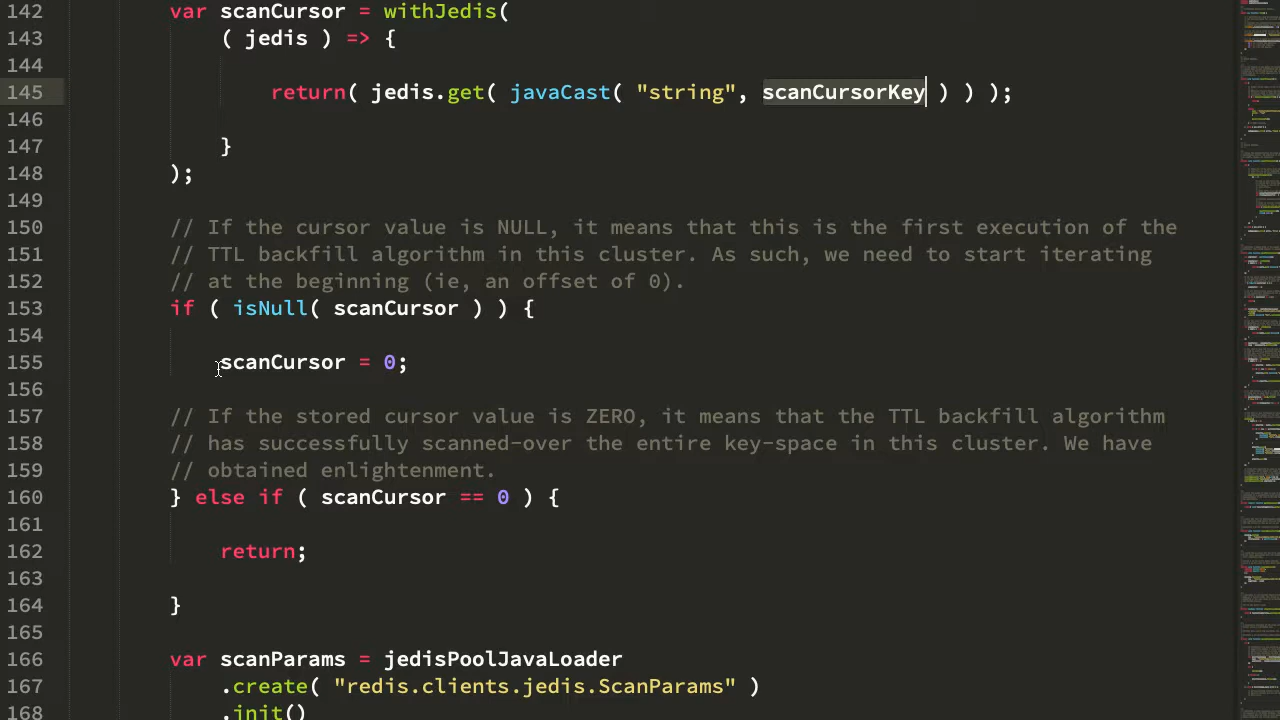 142 var scanCursor = withJedis(
143 ( jedis ) => {
144
145 return( jedis.get( javaCast( "string", scanCursorKey ) ) );
146
147 }
148 );
149
150 // If the cursor value is NULL, it means that this is the first execution of the
151 // TTL backfill algorithm in this cluster. As such, we need to start iterating
152 // at the beginning (ie, an offset of 0).
153 if ( isNull( scanCursor ) ) {
154
155 scanCursor = 0;
156
157 // If the stored cursor value is ZERO, it means that the TTL backfill algorithm
158 // has successfully scanned-over the entire key-space in this cluster. We have
159 // obtained enlightenment.
160 } else if ( scanCursor == 0 ) {
161
162 return;
163
164 }
165
166 var scanParams = jedisPoolJavaLoader
167 .create( "redis.clients.jedis.ScanParams" )
168 .init()